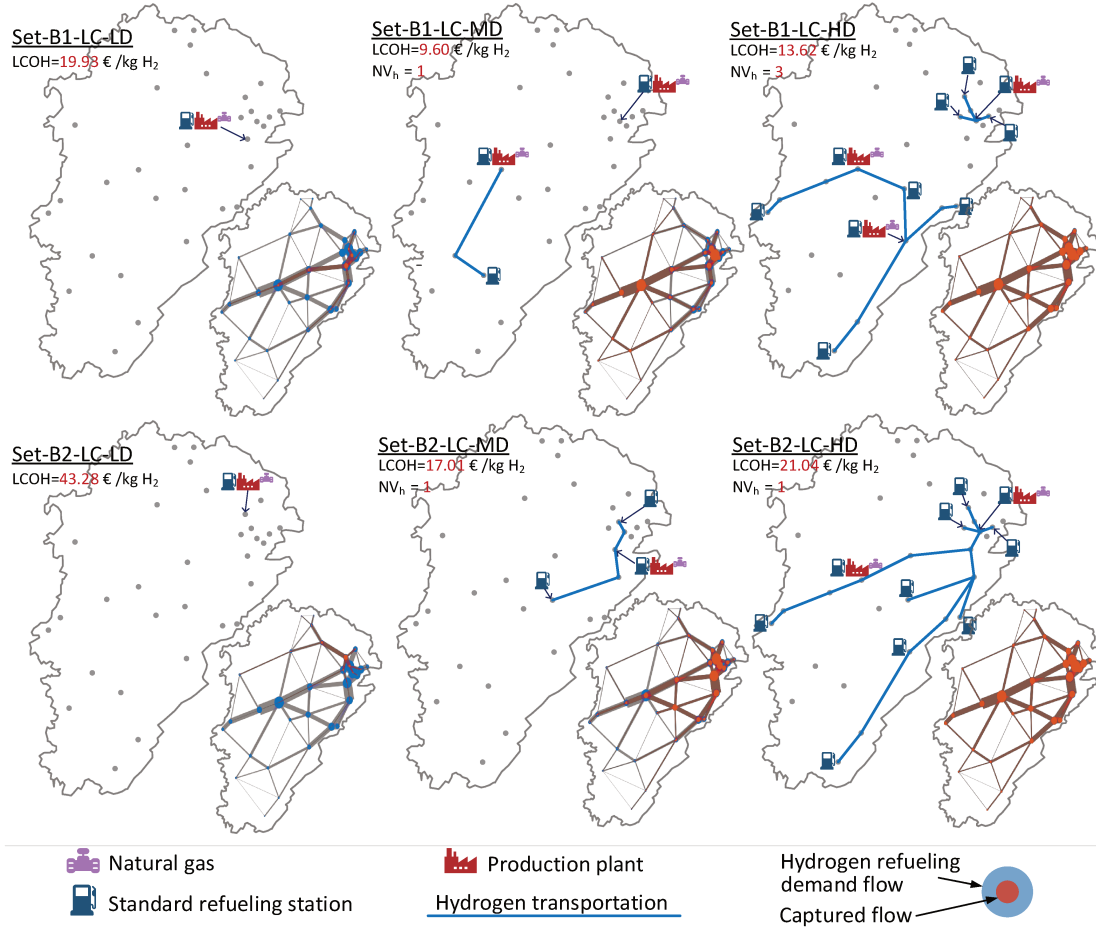 Set-B1-LC-LD
LCOH=19.93 € /kg H₂
Set-B1-LC-MD
LCOH=9.60 € /kg H₂
NVₕ = 1
Set-B1-LC-HD
LCOH=13.62 € /kg H₂
NVₕ = 3
Set-B2-LC-LD
LCOH=43.28 € /kg H₂
Set-B2-LC-MD
LCOH=17.01 € /kg H₂
NVₕ = 1
Set-B2-LC-HD
LCOH=21.04 € /kg H₂
NVₕ = 1
Natural gas
Standard refueling station
Production plant
Hydrogen transportation
Hydrogen refueling
demand flow
Captured flow